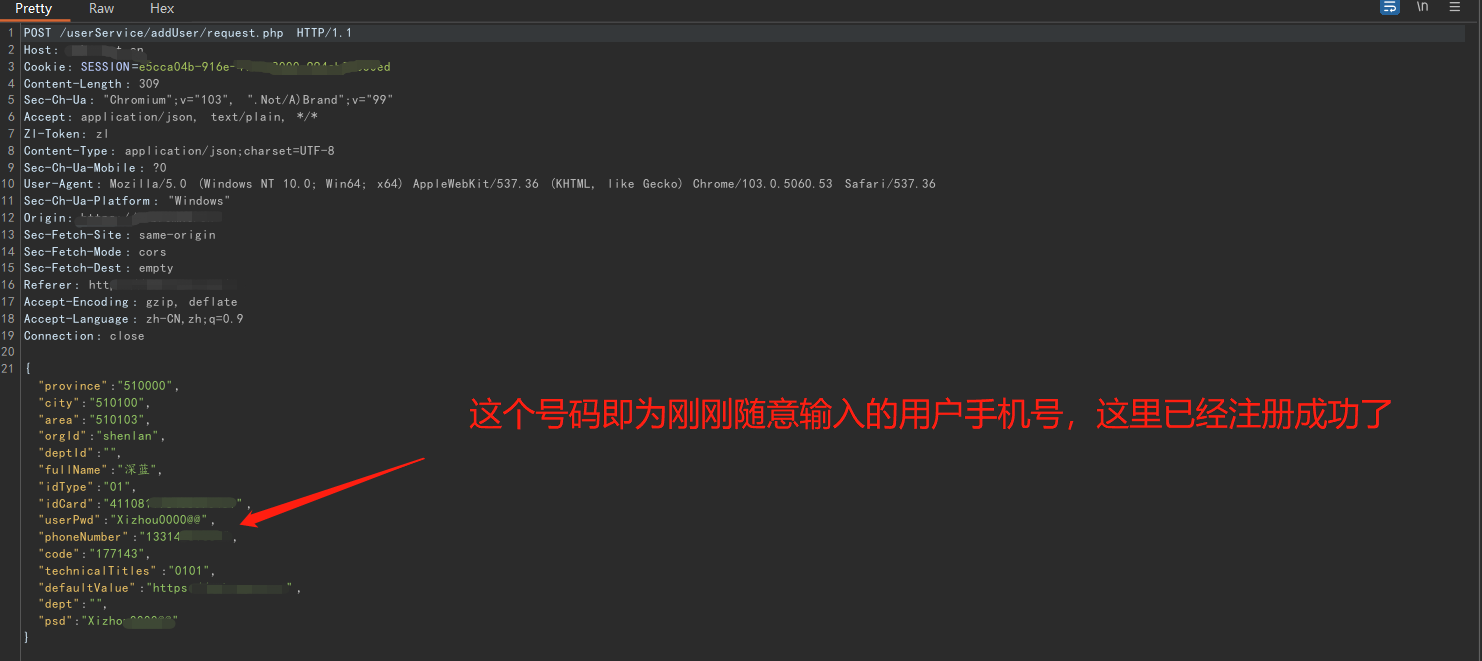 Pretty Raw Hex \n
1 POST /userService/addUser/request.php HTTP/1.1
2 Host:
3 Cookie: SESSION=e5cca04b-916e-
4 Content-Length: 309
5 Sec-Ch-Ua: "Chromium";v="103", ".Not/A)Brand";v="99"
6 Accept: application/json, text/plain, */*
7 Zl-Token: zl
8 Content-Type: application/json;charset=UTF-8
9 Sec-Ch-Ua-Mobile: ?0
10 User-Agent: Mozilla/5.0 (Windows NT 10.0; Win64; x64) AppleWebKit/537.36 (KHTML, like Gecko) Chrome/103.0.5060.53 Safari/537.36
11 Sec-Ch-Ua-Platform: "Windows"
12 Origin:
13 Sec-Fetch-Site: same-origin
14 Sec-Fetch-Mode: cors
15 Sec-Fetch-Dest: empty
16 Referer: htt
17 Accept-Encoding: gzip, deflate
18 Accept-Language: zh-CN,zh;q=0.9
19 Connection: close
20
21 {
"province":"510000",
"city":"510100",
"area":"510103",
"orgId":"shenlan",
"deptId":"",
"fullName":"深蓝",
"idType":"01",
"idCard":"41108 ",
"userPwd":"Xizhou0000@@",
"phoneNumber":"13314 ,
"code":"177143",
"technicalTitles":"0101",
"defaultValue":"https ",
"dept":"",
"psd":"Xizho "
}
这个号码即为刚刚随意输入的用户手机号，这里已经注册成功了